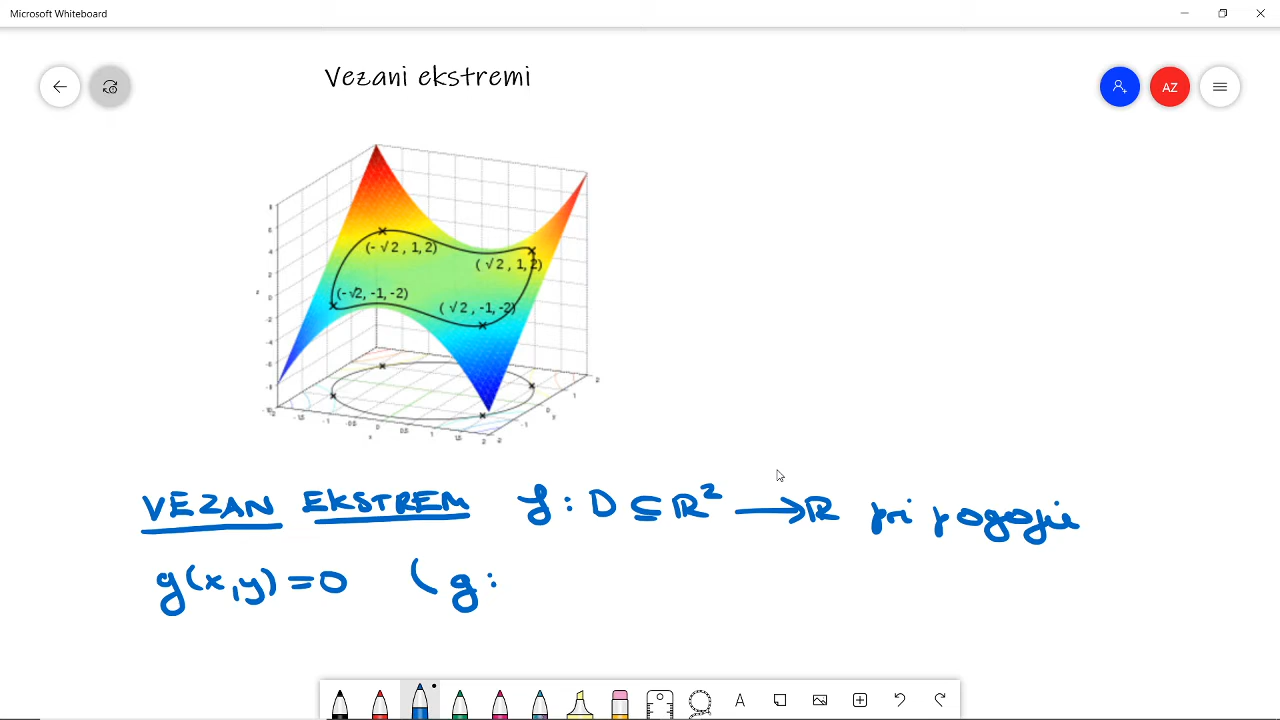 Microsoft Whiteboard
AZ
Vezani ekstremi
(-√2, 1, 2)
(√2, 1, 2)
(-√2, -1, -2)
(√2, -1, -2)
VEZAN EKSTREM f : D ⊆ ℝ² ⟶ ℝ pri pogoju
g(x,y) = 0 ( g :
A